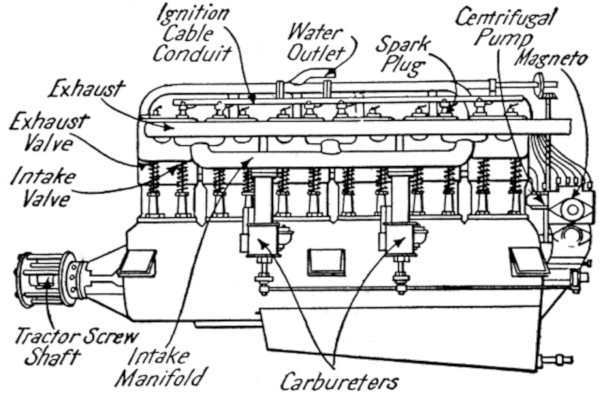 Ignition
Cable
Conduit
Water
Outlet
Spark
Plug
Centrifugal
Pump
Magneto
Exhaust
Exhaust
Valve
Intake
Valve
Tractor Screw
Shaft
Intake
Manifold
Carbureters